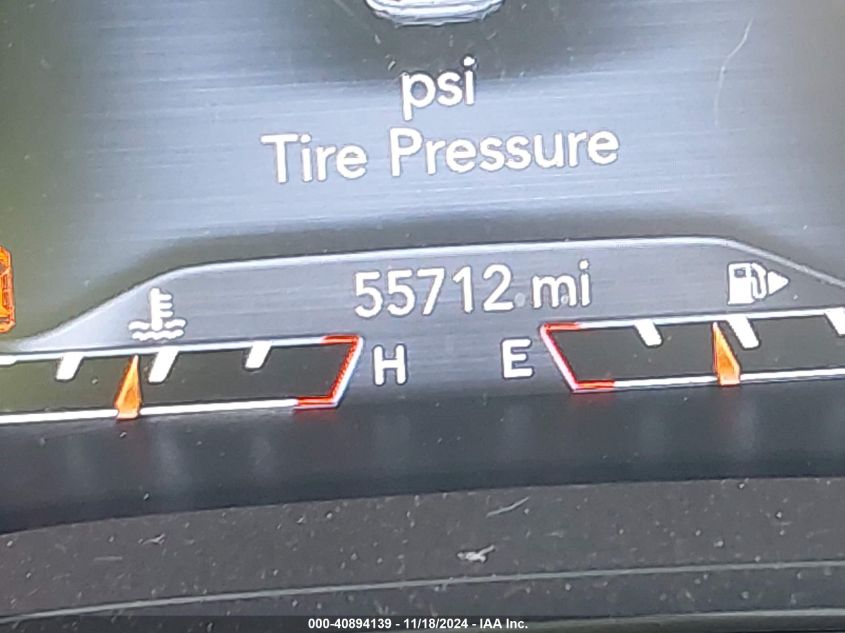 psi
Tire Pressure
55712 mi
H E
000-40894139 - 11/18/2024 - IAA Inc.